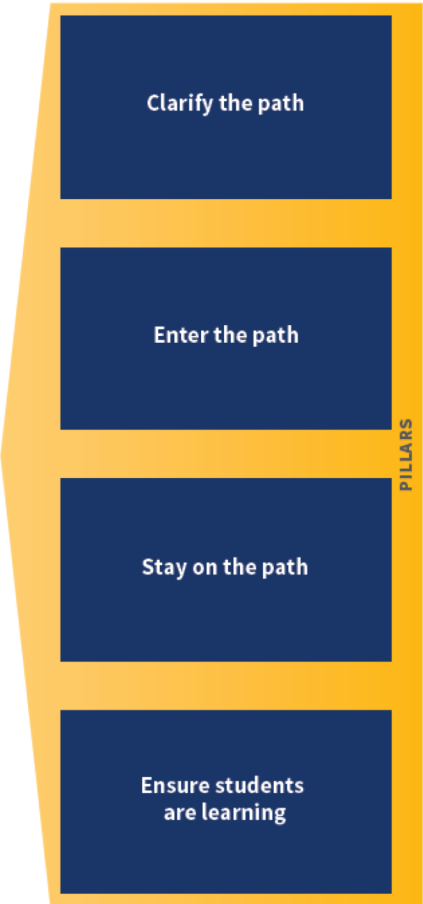 Clarify the path
Enter the path
PILLARS
Stay on the path
Ensure students
are learning